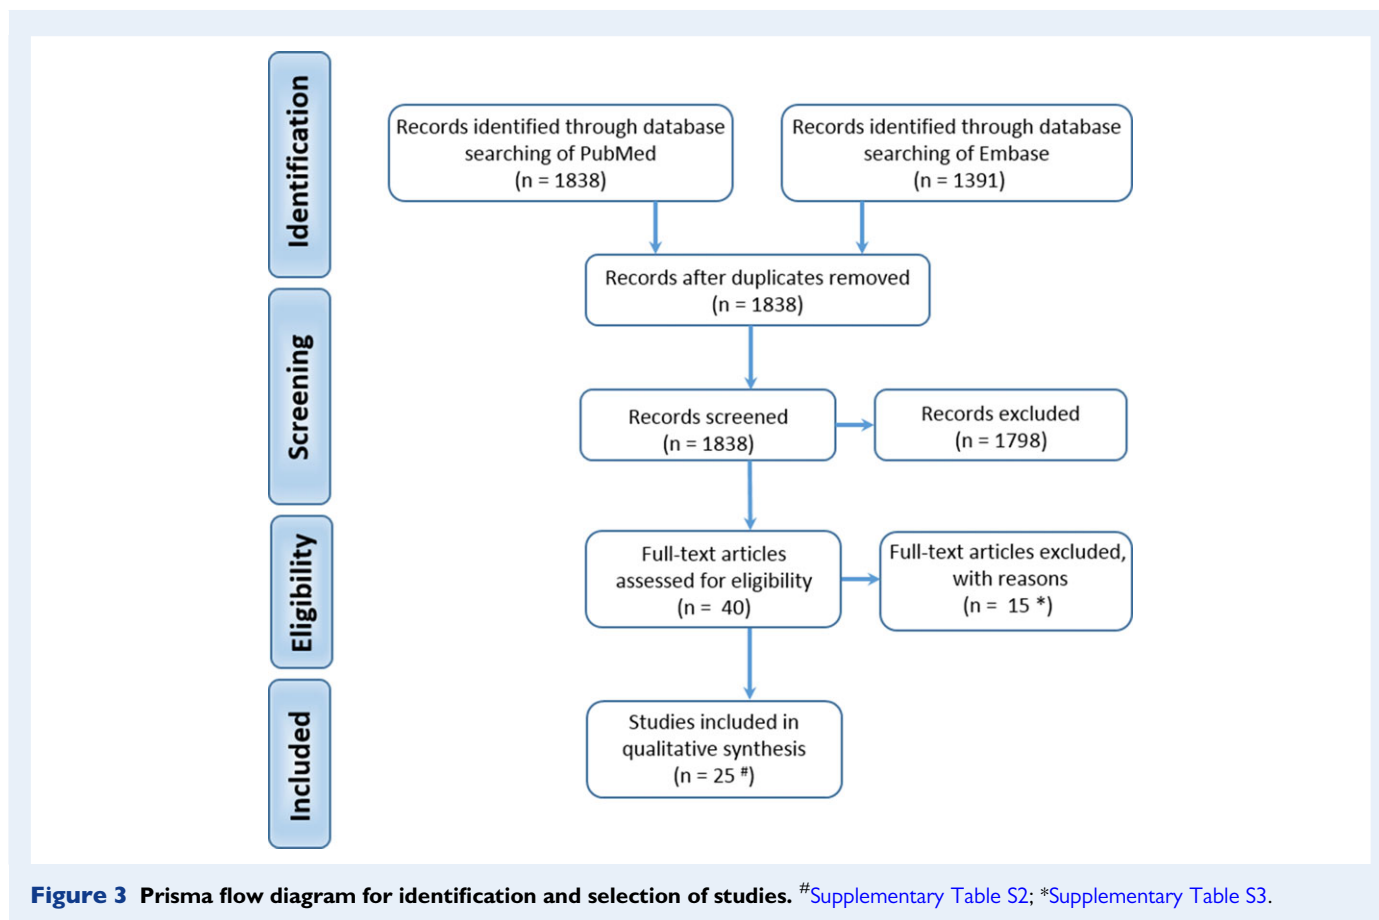 Identification
Records identified through database
searching of PubMed
(n = 1838)
Records identified through database
searching of Embase
(n = 1391)
Records after duplicates removed
(n = 1838)
Screening
Records screened
(n = 1838)
Records excluded
(n = 1798)
Eligibility
Full-text articles
assessed for eligibility
(n = 40)
Full-text articles excluded,
with reasons
(n = 15 *)
Included
Studies included in
qualitative synthesis
(n = 25 #)
Figure 3 Prisma flow diagram for identification and selection of studies. #Supplementary Table S2; *Supplementary Table S3.